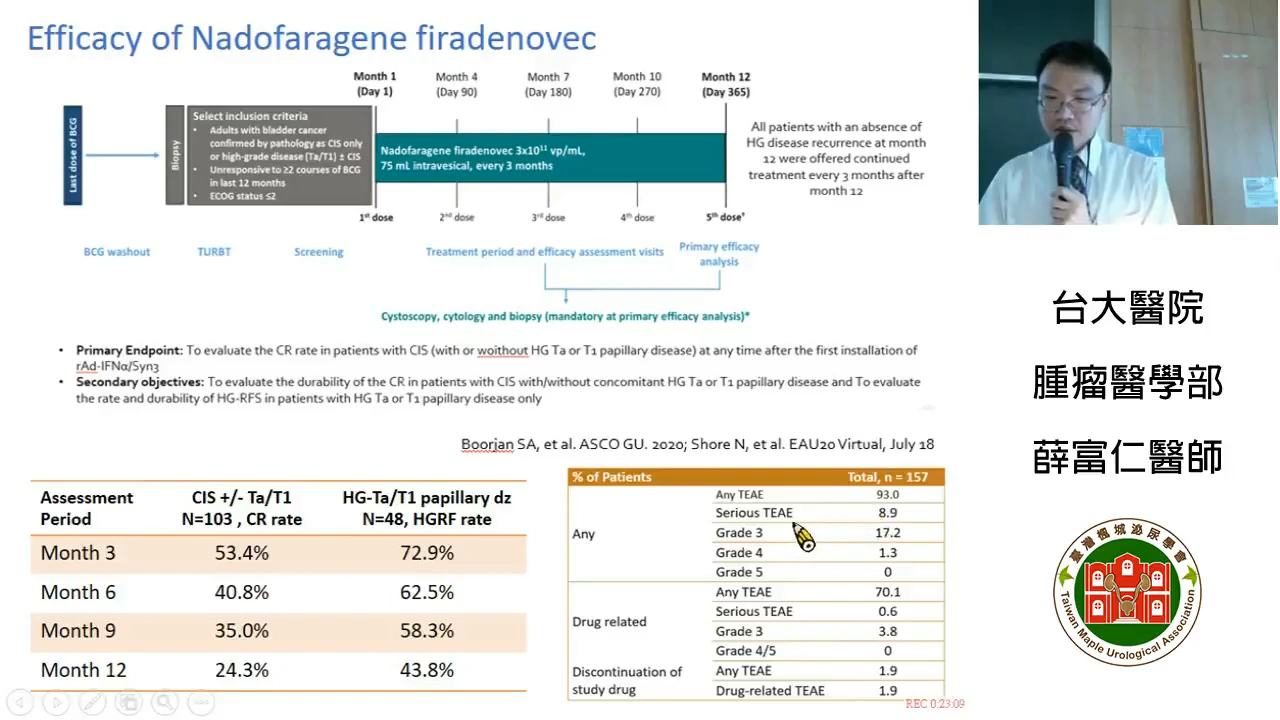 Efficacy of Nadofaragene firadenovec
Month 1
(Day 1)
Month 4
(Day 90)
Month 7
(Day 180)
Month 10
(Day 270)
Month 12
(Day 365)
Last dose of BCG
Biopsy
Select inclusion criteria
• Adults with bladder cancer
confirmed by pathology as CIS only
or high-grade disease (Ta/T1) ± CIS
• Unresponsive to ≥2 courses of BCG
in last 12 months
• ECOG status ≤2
Nadofaragene firadenovec 3x10¹¹ vp/mL,
75 mL intravesical, every 3 months
All patients with an absence of
HG disease recurrence at month
12 were offered continued
treatment every 3 months after
month 12
1st dose
2nd dose
3rd dose
4th dose
5th dose†
BCG washout
TURBT
Screening
Treatment period and efficacy assessment visits
Primary efficacy
analysis
Cystoscopy, cytology and biopsy (mandatory at primary efficacy analysis)*
• Primary Endpoint: To evaluate the CR rate in patients with CIS (with or woithout HG Ta or T1 papillary disease) at any time after the first installation of
rAd-IFNα/Syn3
• Secondary objectives: To evaluate the durability of the CR in patients with CIS with/without concomitant HG Ta or T1 papillary disease and To evaluate
the rate and durability of HG-RFS in patients with HG Ta or T1 papillary disease only
Boorjan SA, et al. ASCO GU. 2020; Shore N, et al. EAU20 Virtual, July 18
Assessment
Period
CIS +/- Ta/T1
N=103 , CR rate
HG-Ta/T1 papillary dz
N=48, HGRF rate
Month 3 53.4% 72.9%
Month 6 40.8% 62.5%
Month 9 35.0% 58.3%
Month 12 24.3% 43.8%
% of Patients Total, n = 157
Any
Any TEAE 93.0
Serious TEAE 8.9
Grade 3 17.2
Grade 4 1.3
Grade 5 0
Drug related
Any TEAE 70.1
Serious TEAE 0.6
Grade 3 3.8
Grade 4/5 0
Discontinuation of
study drug
Any TEAE 1.9
Drug-related TEAE 1.9
REC 0:23:09
台大醫院
腫瘤醫學部
薛富仁醫師
臺灣楓城泌尿學會
Taiwan Maple Urological Association